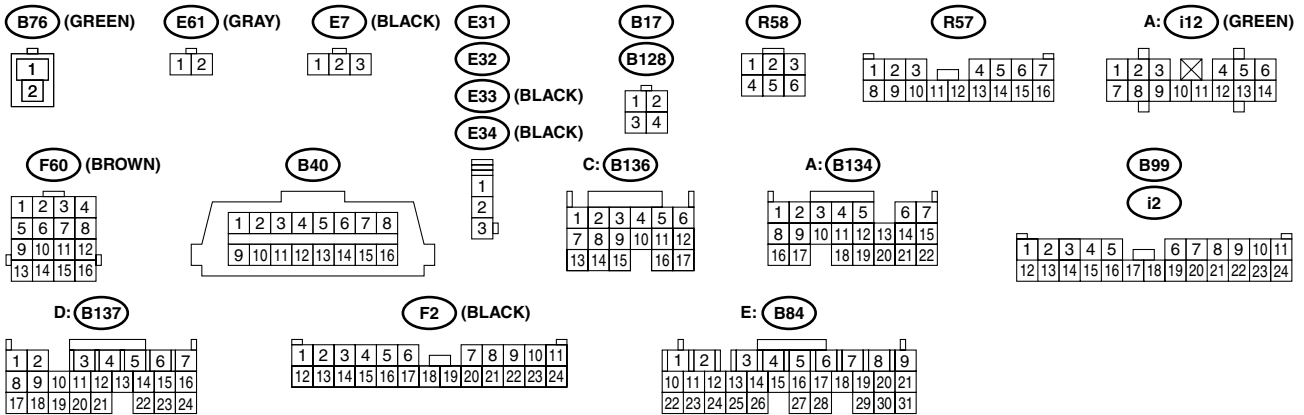 B76 (GREEN) E61 (GRAY) E7 (BLACK) E31 B17 R58 R57 A: i12 (GREEN)
E32 B128
E33 (BLACK)
E34 (BLACK)
1
2
1 2
1 2 3
1 2
3 4
1 2 3
4 5 6
1 2 3 4 5 6 7
8 9 10 11 12 13 14 15 16
1 2 3 4 5 6
7 8 9 10 11 12 13 14
F60 (BROWN) B40 C: B136 A: B134 B99
i2
1 2 3 4
5 6 7 8
9 10 11 12
13 14 15 16
1 2 3 4 5 6 7 8
9 10 11 12 13 14 15 16
1
2
3
1 2 3 4 5 6
7 8 9 10 11 12
13 14 15 16 17
1 2 3 4 5 6 7
8 9 10 11 12 13 14 15
16 17 18 19 20 21 22
1 2 3 4 5 6 7 8 9 10 11
12 13 14 15 16 17 18 19 20 21 22 23 24
D: B137 F2 (BLACK) E: B84
1 2 3 4 5 6 7
8 9 10 11 12 13 14 15 16
17 18 19 20 21 22 23 24
1 2 3 4 5 6 7 8 9 10 11
12 13 14 15 16 17 18 19 20 21 22 23 24
1 2 3 4 5 6 7 8 9
10 11 12 13 14 15 16 17 18 19 20 21
22 23 24 25 26 27 28 29 30 31